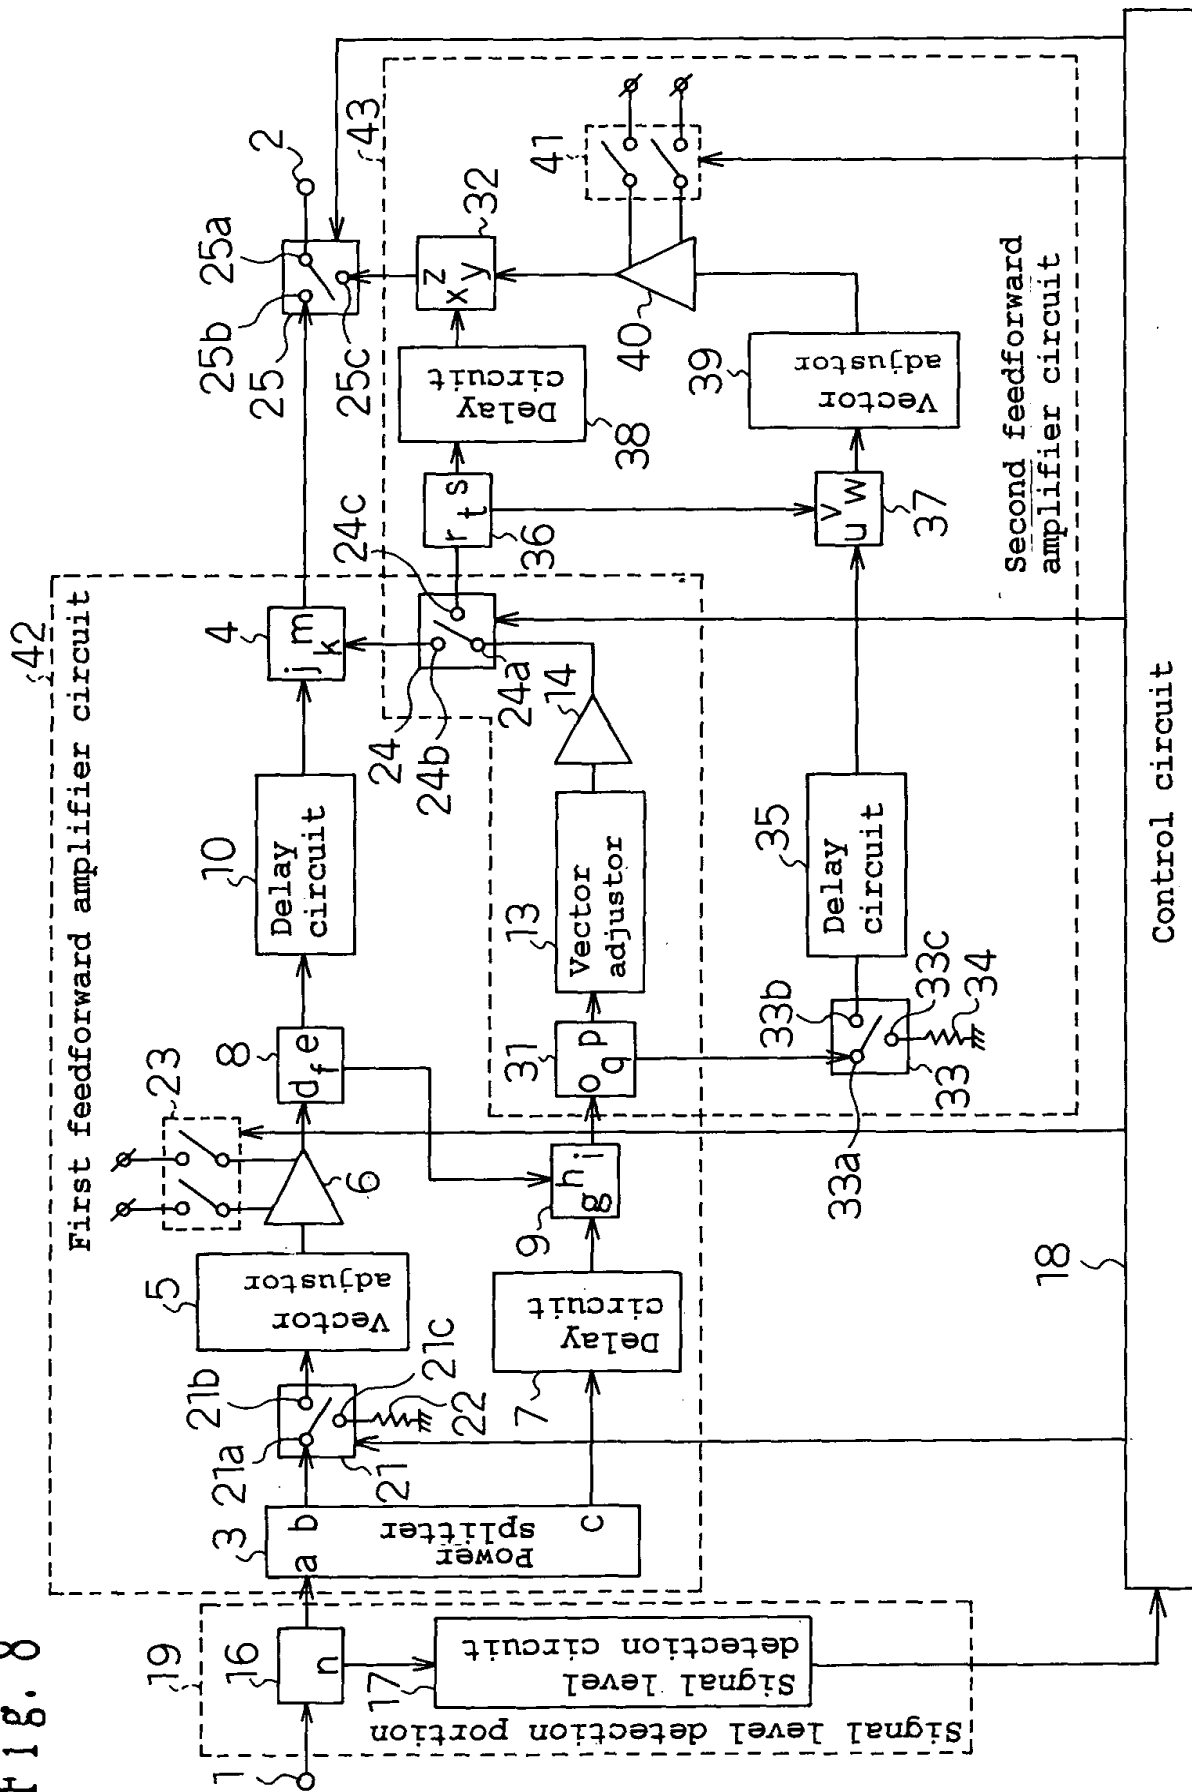 Fig. 8
First feedforward amplifier circuit
42
Second feedforward
amplifier circuit
43
Signal level detection portion
19
1
16
n
17
Signal level
detection circuit
3
a
b
c
Power
splitter
21a
21b
21c
21
22
5
Vector
adjustor
6
23
7
Delay
circuit
8
d
e
f
9
g
h
i
10
Delay
circuit
31
o
p
q
13
Vector
adjustor
14
4
j
m
k
24
24a
24b
24c
25
25a
25b
25c
2
33a
33b
33c
33
34
35
Delay
circuit
36
r
s
t
37
u
v
w
38
Delay
circuit
39
Vector
adjustor
40
41
32
x
z
y
18
Control circuit